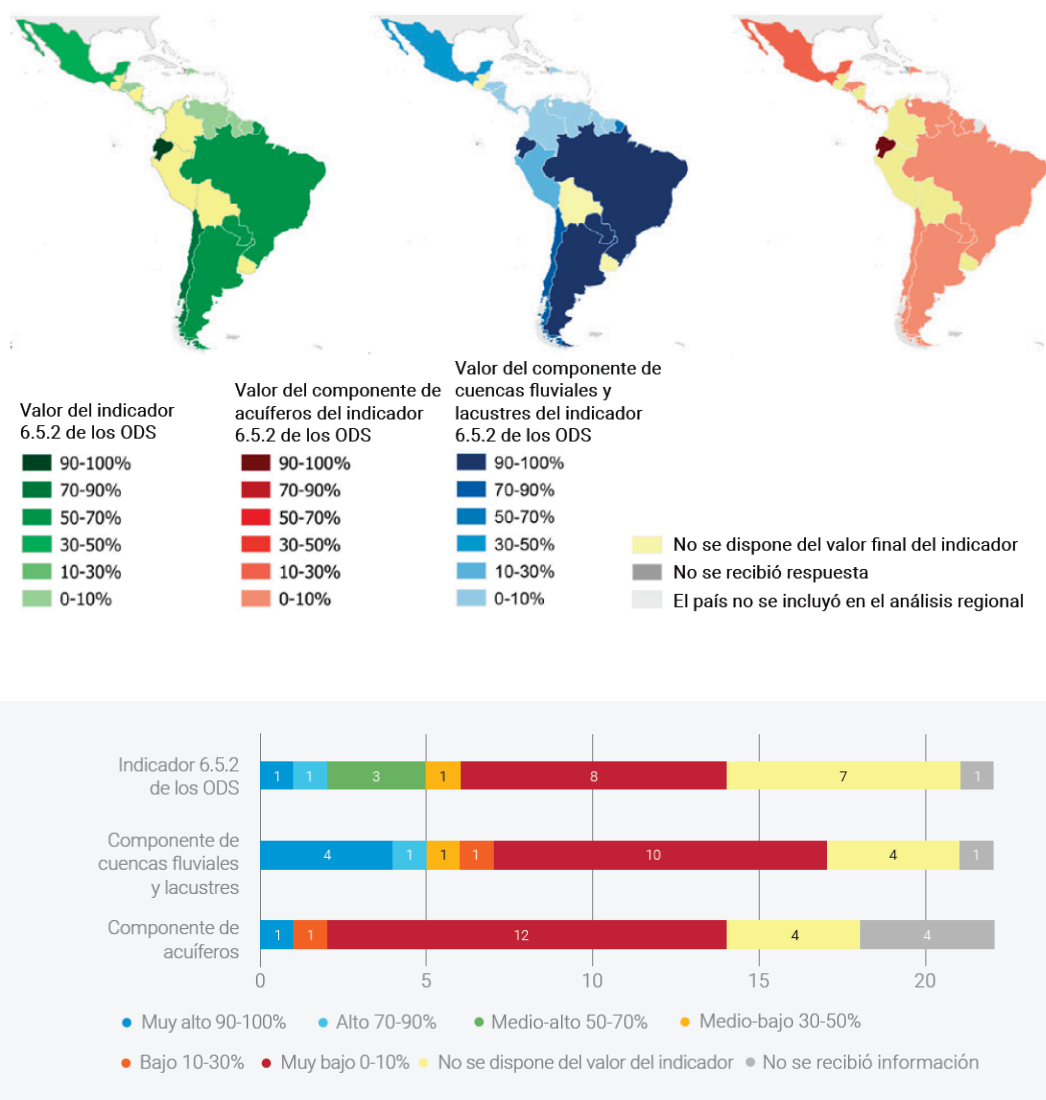 Valor del indicador
6.5.2 de los ODS
90-100%
70-90%
50-70%
30-50%
10-30%
0-10%
Valor del componente de
acuíferos del indicador
6.5.2 de los ODS
90-100%
70-90%
50-70%
30-50%
10-30%
0-10%
Valor del componente de
cuencas fluviales y
lacustres del indicador
6.5.2 de los ODS
90-100%
70-90%
50-70%
30-50%
10-30%
0-10%
No se dispone del valor final del indicador
No se recibió respuesta
El país no se incluyó en el análisis regional
Indicador 6.5.2
de los ODS
1 1 3 1 8 7 1
Componente de
cuencas fluviales
y lacustres
4 1 1 1 10 4 1
Componente de
acuíferos
1 1 12 4 4
0 5 10 15 20
Muy alto 90-100% Alto 70-90% Medio-alto 50-70% Medio-bajo 30-50%
Bajo 10-30% Muy bajo 0-10% No se dispone del valor del indicador No se recibió información